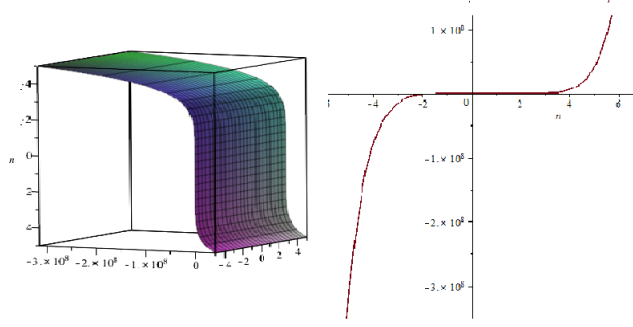 .4
.2
0
2
4
n
-3. × 10⁸ -2. × 10⁸ -1. × 10⁸ 0
-4 -2 0 2 4
1 × 10⁸
-4 -2 0 4 6
n
-1. × 10⁸
-2. × 10⁸
-3. × 10⁸